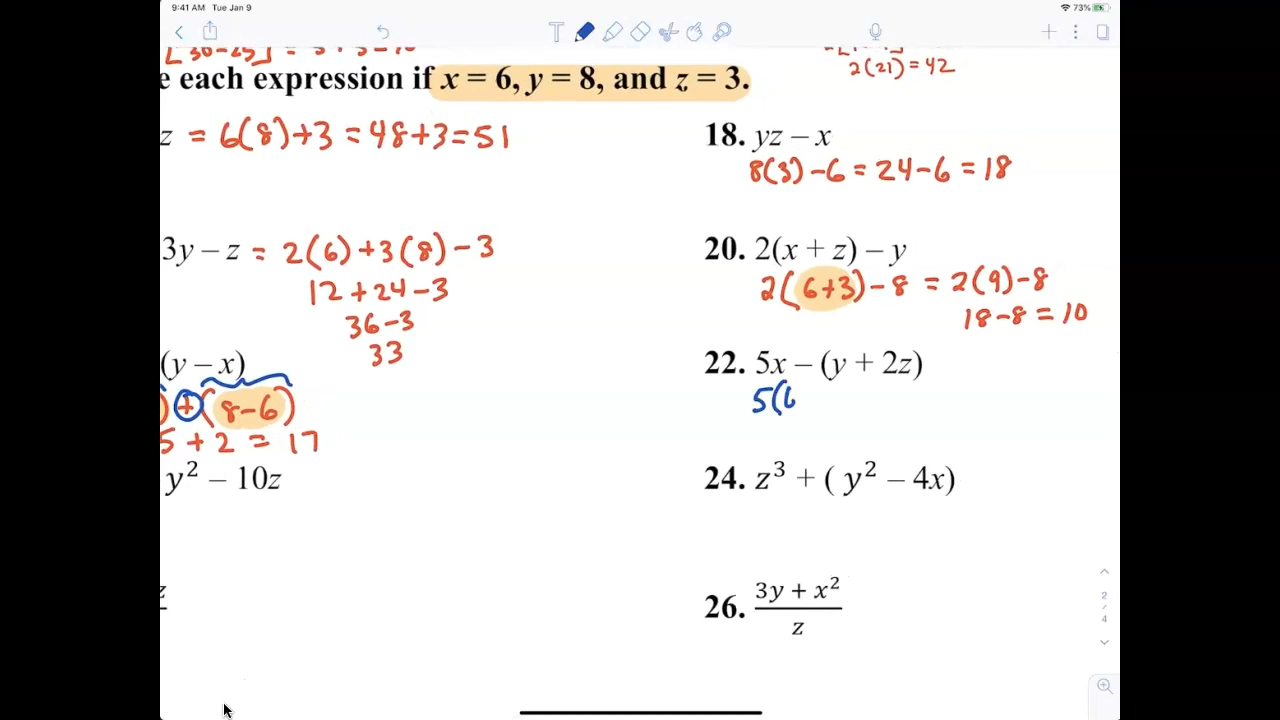 9:41 AM Tue Jan 9
73%
2(21) = 42
e each expression if x = 6, y = 8, and z = 3.
z = 6(8)+3 = 48+3 = 51
18. yz − x
8(3) − 6 = 24 − 6 = 18
3y − z = 2(6) + 3(8) − 3
12 + 24 − 3
36 − 3
33
20. 2(x + z) − y
2(6+3) − 8 = 2(9) − 8
18 − 8 = 10
(y − x)
) + (8 − 6)
5 + 2 = 17
22. 5x − (y + 2z)
5(6
y² − 10z
24. z³ + ( y² − 4x)
z
26. 3y + x²
z
2
4